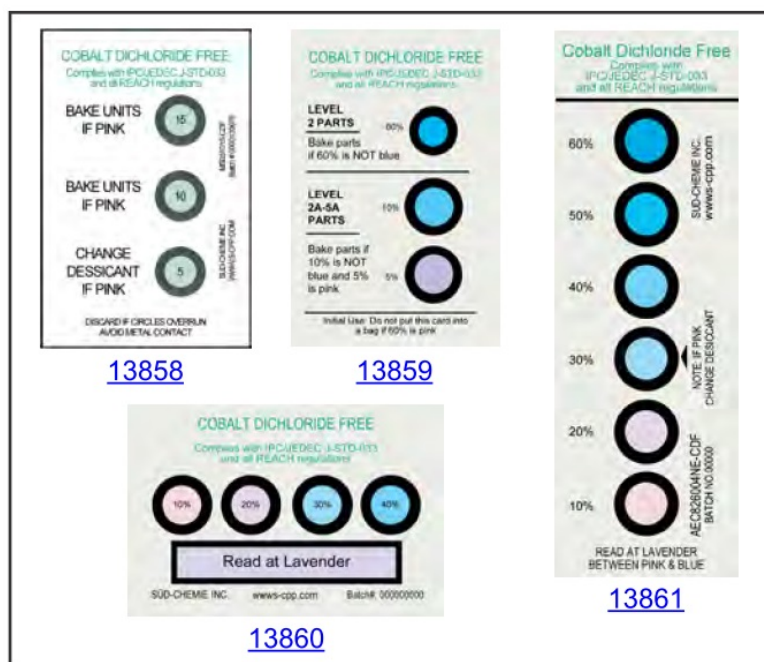 COBALT DICHLORIDE FREE
Complies with IPC/JEDEC J-STD-033
and all REACH regulations
BAKE UNITS
IF PINK
15
BAKE UNITS
IF PINK
10
CHANGE
DESSICANT
IF PINK
5
SUD-CHEMIE INC.
DISCARD IF CIRCLES OVERRUN
AVOID METAL CONTACT
13858
COBALT DICHLORIDE FREE
Complies with IPC/JEDEC J-STD-033
and all REACH regulations
LEVEL
2 PARTS
60%
Bake parts
if 60% is NOT blue
LEVEL
2A-5A
PARTS
10%
Bake parts if
10% is NOT
blue and 5%
is pink
5%
Initial Use: Do not put this card into
a bag if 60% is pink
13859
COBALT DICHLORIDE FREE
Complies with IPC/JEDEC J-STD-033
and all REACH regulations
10% 20% 30% 40%
Read at Lavender
SÜD-CHEMIE INC. wwws-cpp.com Batch#: 000000000
13860
Cobalt Dichloride Free
Complies with
IPC/JEDEC J-STD-003
and all REACH regulations
60%
50%
40%
30%
20%
10%
SUD-CHEMIE INC.
wwws-cpp.com
NOTE: IF PINK
CHANGE DESICCANT
AEC826004NE-CDF
BATCH NO.00000
READ AT LAVENDER
BETWEEN PINK & BLUE
13861